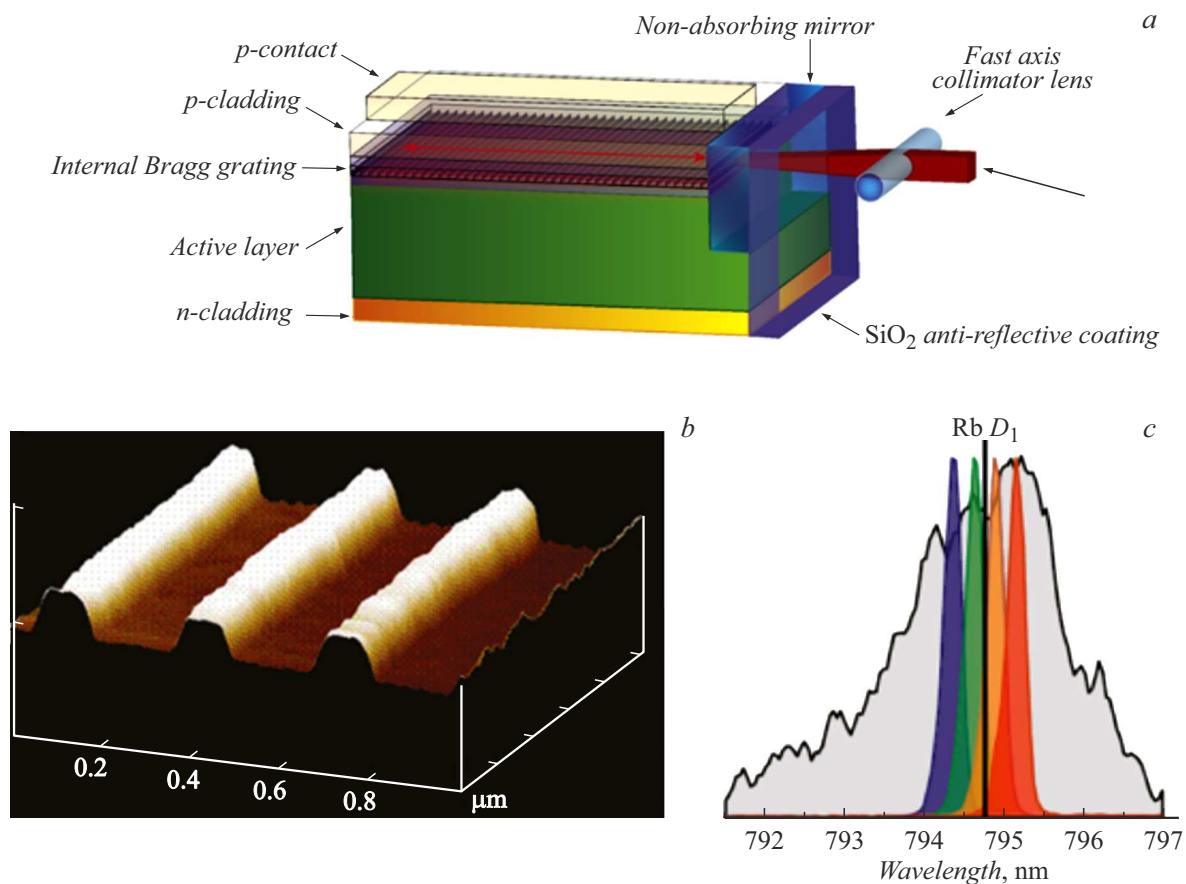 a
Non-absorbing mirror
p-contact
Fast axis
collimator lens
p-cladding
Internal Bragg grating
Active layer
n-cladding
SiO₂ anti-reflective coating
b
Rb D₁
c
0.2
0.4
0.6
0.8
μm
792 793 794 795 796 797
Wavelength, nm